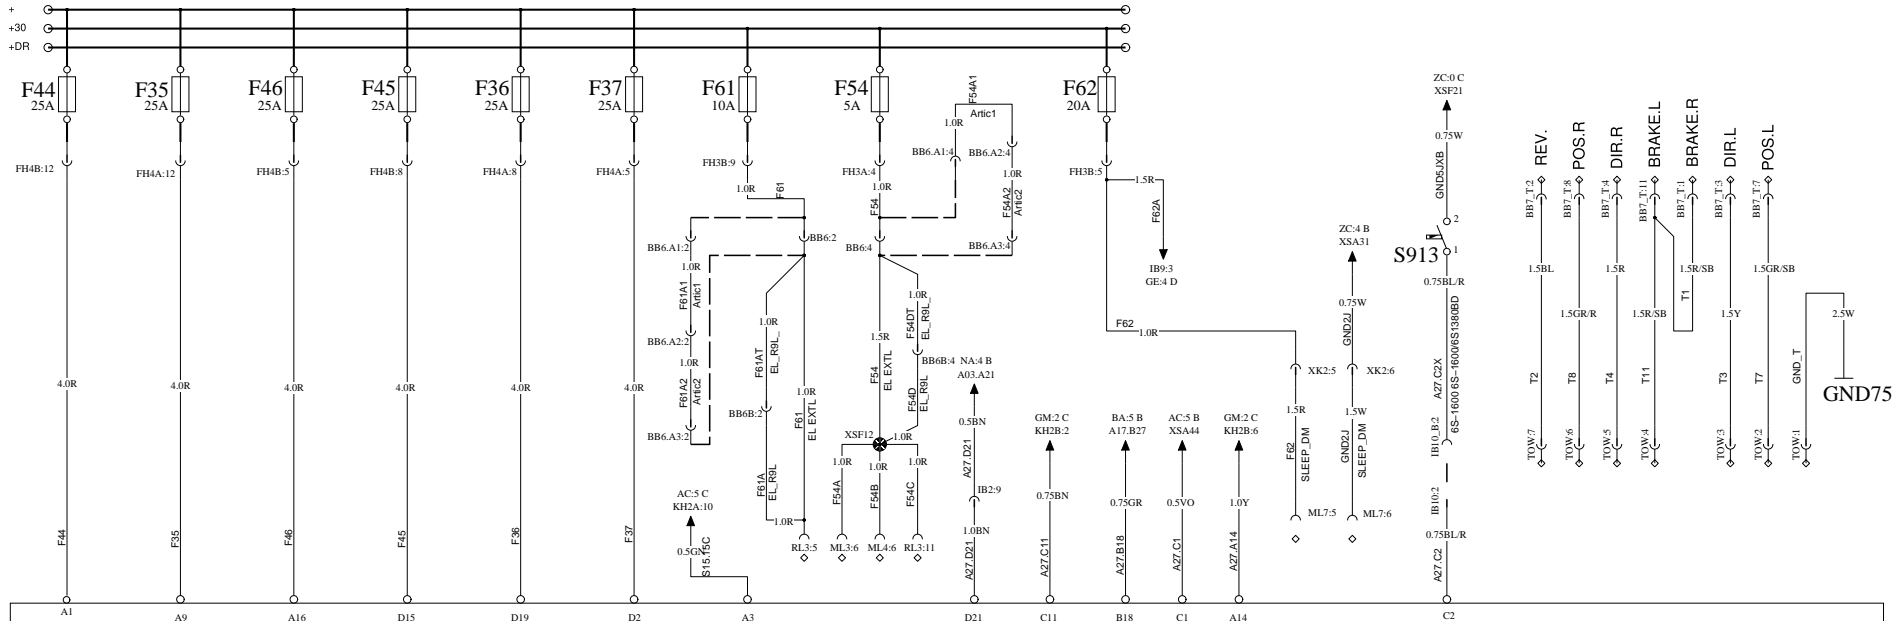 +
+30
+DR
F44
25A
F35
25A
F46
25A
F45
25A
F36
25A
F37
25A
F61
10A
F54
5A
F62
20A
F54A1
Artic1
1.0R
BB6.A1:4
BB6.A2:4
1.0R
F54A2
Artic2
BB6.A3:4
FH4B:12
FH4A:12
FH4B:5
FH4B:8
FH4A:8
FH4A:5
FH3B:9
1.0R
F61
FH3A:4
1.0R
F54
FH3B:5
1.5R
F62A
IB9:3
GE:4 D
BB6.A1:2
1.0R
F61A1
Artic1
BB6.A2:2
1.0R
F61A2
Artic2
BB6.A3:2
BB6:2
1.0R
F61AT
EL_R9L_
BB6B:2
F61A
EL_R9L
1.0R
1.0R
F61
EL EXTL
RL3:5
BB6:4
1.5R
F54
EL EXTL
1.0R
F54DT
EL_R9L_
BB6B:4
F54D
EL_R9L
1.0R
XSF12
1.0R
F54A
ML3:6
1.0R
F54B
ML4:6
1.0R
F54C
RL3:11
F62
1.0R
XK2:5
1.5R
F62
SLEEP_DM
ML7:5
ZC:4 B
XSA31
0.75W
GND2J
XK2:6
1.5W
GND2J
SLEEP_DM
ML7:6
ZC:0 C
XSF21
0.75W
GND5.JXB
2
S913
1
0.75BL/R
A27.C2X
6S-1600/6S-1600/6S1380BD
IB10_B:2
IB10:2
0.75BL/R
A27.C2
REV.
POS.R
DIR.R
BRAKE.L
BRAKE.R
DIR.L
POS.L
BB7_T:2
BB7_T:8
BB7_T:4
BB7_T:11
BB7_T:1
BB7_T:3
BB7_T:7
1.5BL
1.5R
1.5R/SB
1.5GR/SB
T1
1.5GR/R
1.5R/SB
1.5Y
2.5W
T2
T8
T4
T11
T3
T7
GND_T
GND75
TOW:7
TOW:6
TOW:5
TOW:4
TOW:3
TOW:2
TOW:1
4.0R
4.0R
4.0R
4.0R
4.0R
4.0R
F44
F35
F46
F45
F36
F37
AC:5 C
KH2A:10
0.5GN
S15.15C
NA:4 B
A03.A21
0.5BN
A27.D21
IB2:9
1.0BN
A27.D21
GM:2 C
KH2B:2
0.75BN
A27.C11
BA:5 B
A17.B27
0.75GR
A27.B18
AC:5 B
XSA44
0.5VO
A27.C1
GM:2 C
KH2B:6
1.0Y
A27.A14
A1
A9
A16
D15
D19
D2
A3
D21
C11
B18
C1
A14
C2